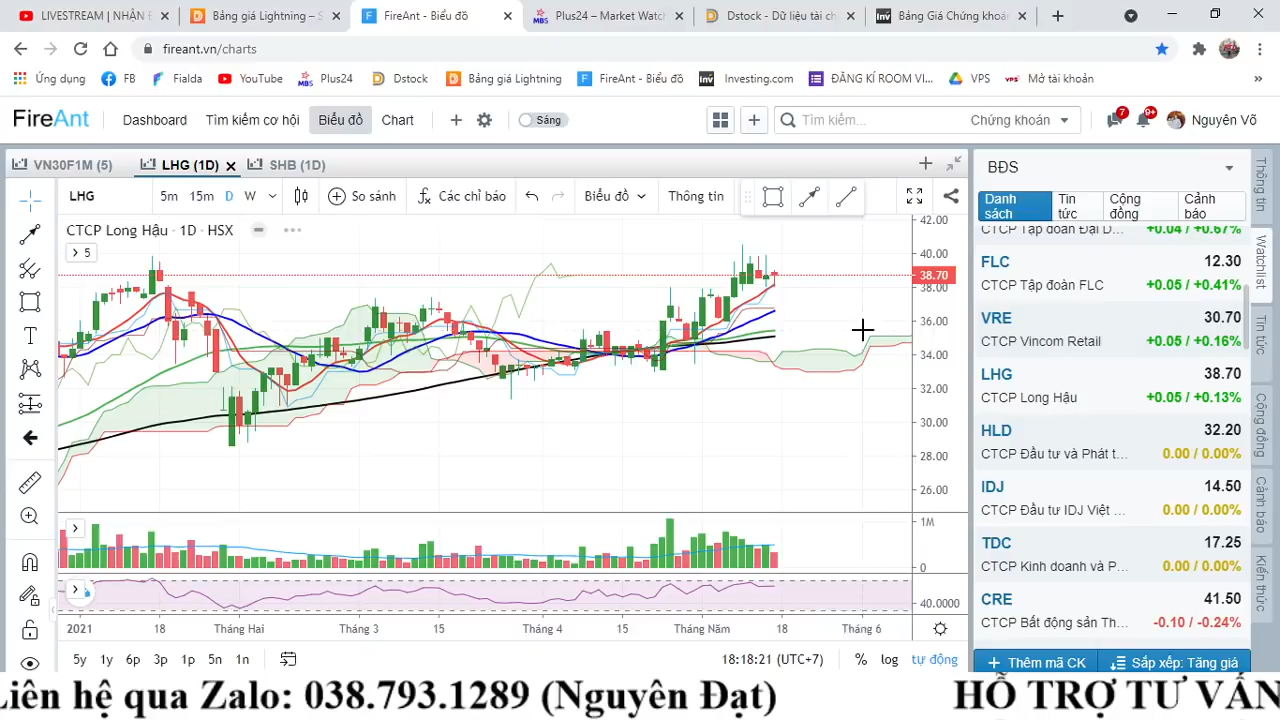 LIVESTREAM | NHẬN Đ
Bảng giá Lightning – S
FireAnt - Biểu đồ
MBS Plus24 – Market Watch
Dstock - Dữ liệu tài ch
Inv Bảng Giá Chứng khoá
fireant.vn/charts
Ứng dụng FB Fialda YouTube MBS Plus24 Dstock Bảng giá Lightning FireAnt - Biểu đồ Inv Investing.com ĐĂNG KÍ ROOM VI... VPS VPS Mở tài khoản
FireAnt Dashboard Tìm kiếm cơ hội Biểu đồ Chart Sáng Tìm kiếm... Chứng khoán 7 9+ Nguyên Võ
VN30F1M (5) LHG (1D) SHB (1D)
LHG 5m 15m D W So sánh Các chỉ báo Biểu đồ Thông tin
CTCP Long Hậu · 1D · HSX
5
42.00
40.00
38.70
38.00
36.00
34.00
32.00
30.00
28.00
26.00
1M
0
40.0000
2021 18 Tháng Hai Tháng 3 15 Tháng 4 15 Tháng Năm 18 Tháng 6
5y 1y 6p 3p 1p 5n 1n 18:18:21 (UTC+7) % log tự động
BĐS
Danh sách
Tin tức
Cộng đồng
Cảnh báo
CTCP Tập đoàn Đại D... +0.04 / +0.67%
FLC 12.30
CTCP Tập đoàn FLC +0.05 / +0.41%
VRE 30.70
CTCP Vincom Retail +0.05 / +0.16%
LHG 38.70
CTCP Long Hậu +0.05 / +0.13%
HLD 32.20
CTCP Đầu tư và Phát t... 0.00 / 0.00%
IDJ 14.50
CTCP Đầu tư IDJ Việt ... 0.00 / 0.00%
TDC 17.25
CTCP Kinh doanh và P... 0.00 / 0.00%
CRE 41.50
CTCP Bất động sản Th... -0.10 / -0.24%
Thêm mã CK Sắp xếp: Tăng giá
Thông tin
Watchlist
Tin tức
Cộng đồng
Cảnh báo
Kiến thức
Liên hệ qua Zalo: 038.793.1289 (Nguyên Đạt) HỖ TRỢ TƯ VẤN